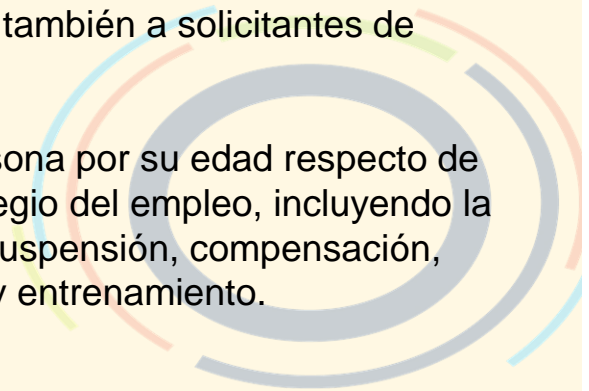 también a solicitantes de
sona por su edad respecto de
egio del empleo, incluyendo la
uspensión, compensación,
y entrenamiento.